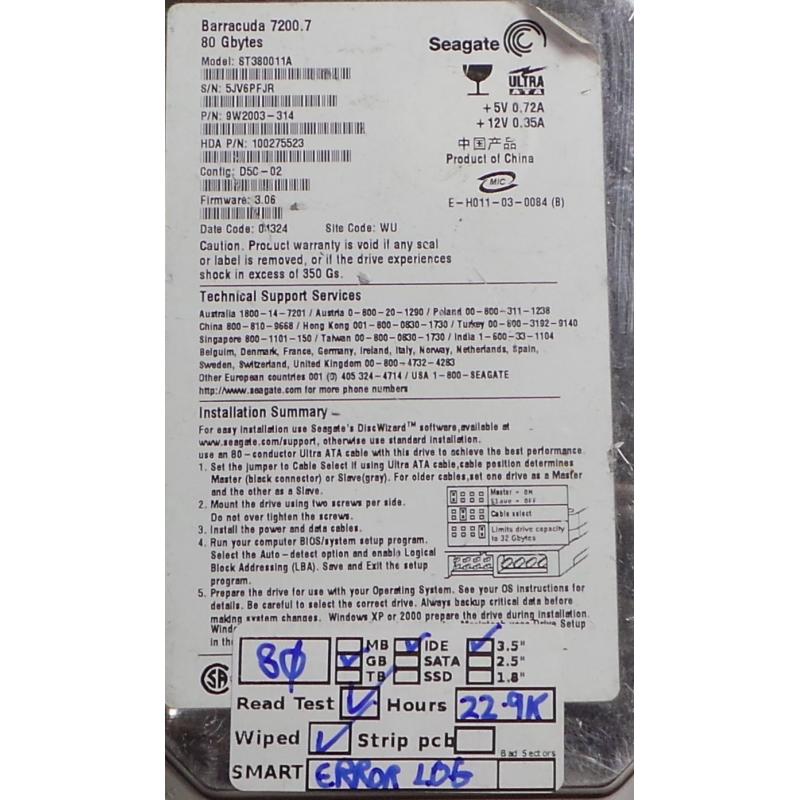 Barracuda 7200.7
80 Gbytes
Seagate
Model: ST380011A
ULTRA
ATA
S/N: 5JV6PFJR
+5V 0.72A
P/N: 9W2003-314
+12V 0.35A
HDA P/N: 100275523
中国产品
Product of China
Config: D5C-02
MIC
Firmware: 3.06
E-H011-03-0084 (B)
Date Code: 04324 Site Code: WU
Caution. Product warranty is void if any seal
or label is removed, or if the drive experiences
shock in excess of 350 Gs.
Technical Support Services
Australia 1800-14-7201 / Austria 0-800-20-1290 / Poland 00-800-311-1238
China 800-810-9668 / Hong Kong 001-800-0830-1730 / Turkey 00-800-3192-9140
Singapore 800-1101-150 / Taiwan 00-800-0830-1730 / India 1-600-33-1104
Belguim, Denmark, France, Germany, Ireland, Italy, Norway, Netherlands, Spain,
Sweden, Switzerland, United Kingdom 00-800-4732-4283
Other European countries 001 (0) 405 324-4714 / USA 1-800-SEAGATE
http://www.seagate.com for more phone numbers
Installation Summary
For easy installation use Seagate's DiscWizard™ software,available at
www.seagate.com/support, otherwise use standard installation.
use an 80-conductor Ultra ATA cable with this drive to achieve the best performance.
1. Set the jumper to Cable Select if using Ultra ATA cable,cable position determines
Master (black connector) or Slave(gray). For older cables,set one drive as a Master
and the other as a Slave.
Master = ON
Slave = OFF
2. Mount the drive using two screws per side.
Do not over tighten the screws.
Cable select
3. Install the power and data cables.
Limits drive capacity
to 32 Gbytes
4. Run your computer BIOS/system setup program.
Select the Auto-detect option and enable Logical
Block Addressing (LBA). Save and Exit the setup
program.
5. Prepare the drive for use with your Operating System. See your OS instructions for
details. Be careful to select the correct drive. Always backup critical data before
making system changes. Windows XP or 2000 prepare the drive during installation.
Setup
in the
80 MB IDE 3.5"
GB SATA 2.5"
TB SSD 1.8"
Read Test Hours 22.9K
Wiped Strip pcb
Bad Sectors
SMART ERROR LOG